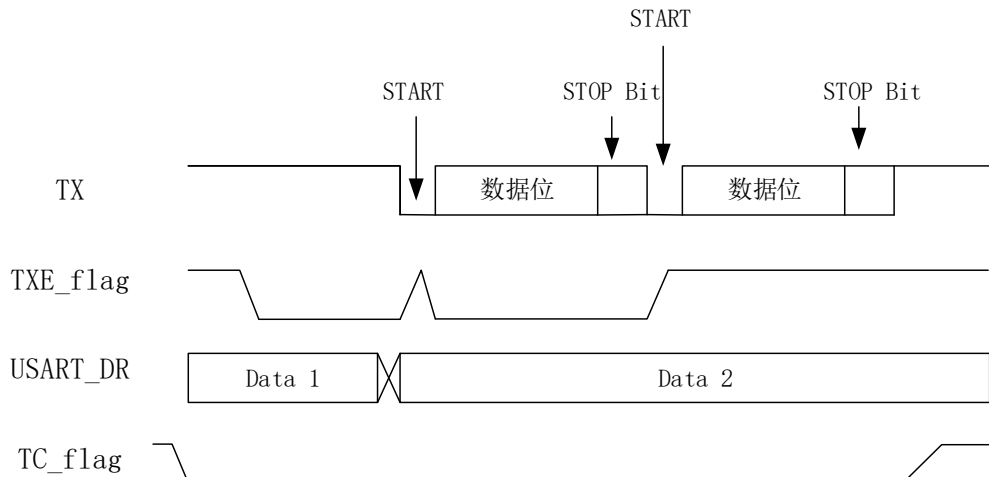 START
START
STOP Bit
STOP Bit
TX
数据位
数据位
TXE_flag
USART_DR
Data 1
Data 2
TC_flag